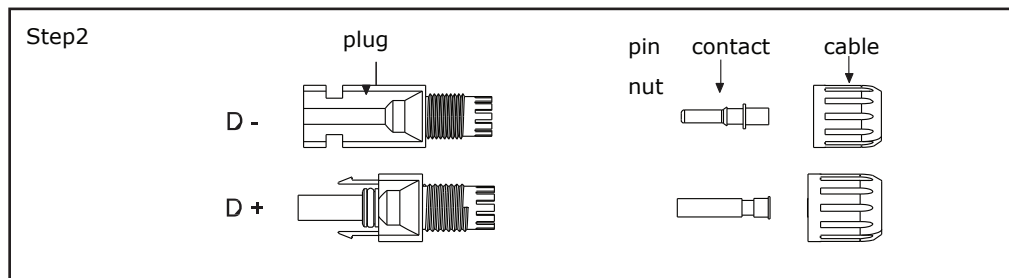 Step2
plug
pin contact cable
nut
D -
D +